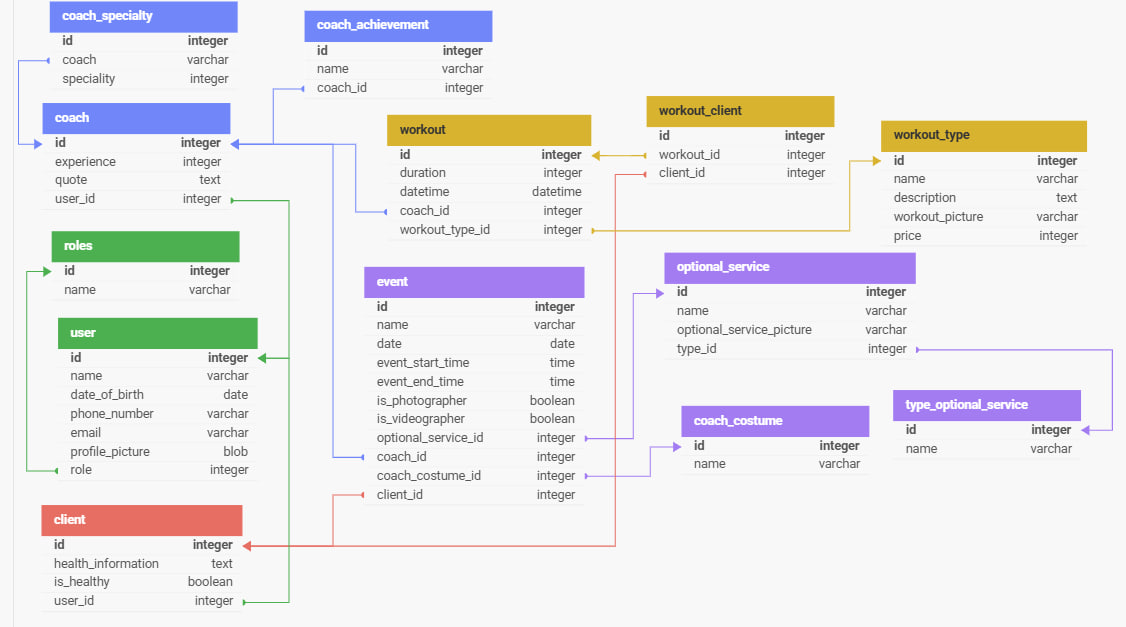 coach_specialty
id integer
coach varchar
speciality integer
coach_achievement
id integer
name varchar
coach_id integer
coach
id integer
experience integer
quote text
user_id integer
workout
id integer
duration integer
datetime datetime
coach_id integer
workout_type_id integer
workout_client
id integer
workout_id integer
client_id integer
workout_type
id integer
name varchar
description text
workout_picture varchar
price integer
roles
id integer
name varchar
user
id integer
name varchar
date_of_birth date
phone_number varchar
email varchar
profile_picture blob
role integer
event
id integer
name varchar
date date
event_start_time time
event_end_time time
is_photographer boolean
is_videographer boolean
optional_service_id integer
coach_id integer
coach_costume_id integer
client_id integer
optional_service
id integer
name varchar
optional_service_picture varchar
type_id integer
coach_costume
id integer
name varchar
type_optional_service
id integer
name varchar
client
id integer
health_information text
is_healthy boolean
user_id integer